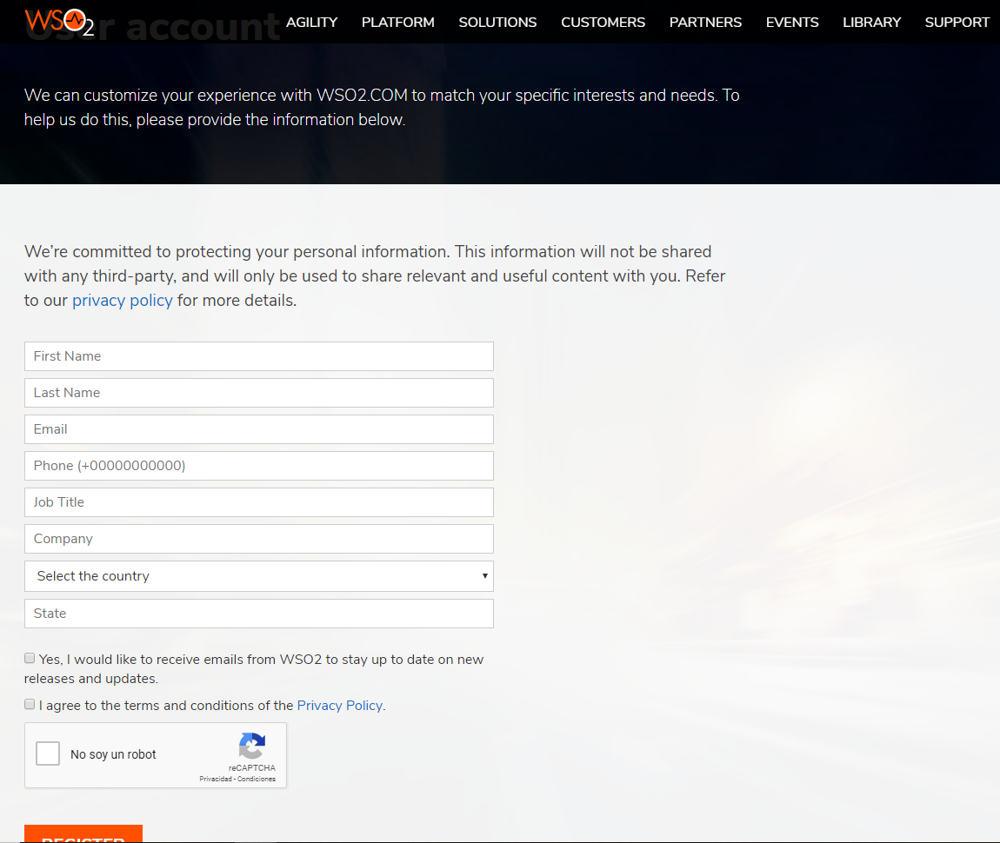 WSO2
User account
AGILITY PLATFORM SOLUTIONS CUSTOMERS PARTNERS EVENTS LIBRARY SUPPORT
We can customize your experience with WSO2.COM to match your specific interests and needs. To
help us do this, please provide the information below.
We’re committed to protecting your personal information. This information will not be shared
with any third-party, and will only be used to share relevant and useful content with you. Refer
to our privacy policy for more details.
First Name
Last Name
Email
Phone (+00000000000)
Job Title
Company
Select the country
State
Yes, I would like to receive emails from WSO2 to stay up to date on new
releases and updates.
I agree to the terms and conditions of the Privacy Policy.
No soy un robot
reCAPTCHA
Privacidad - Condiciones
REGISTER